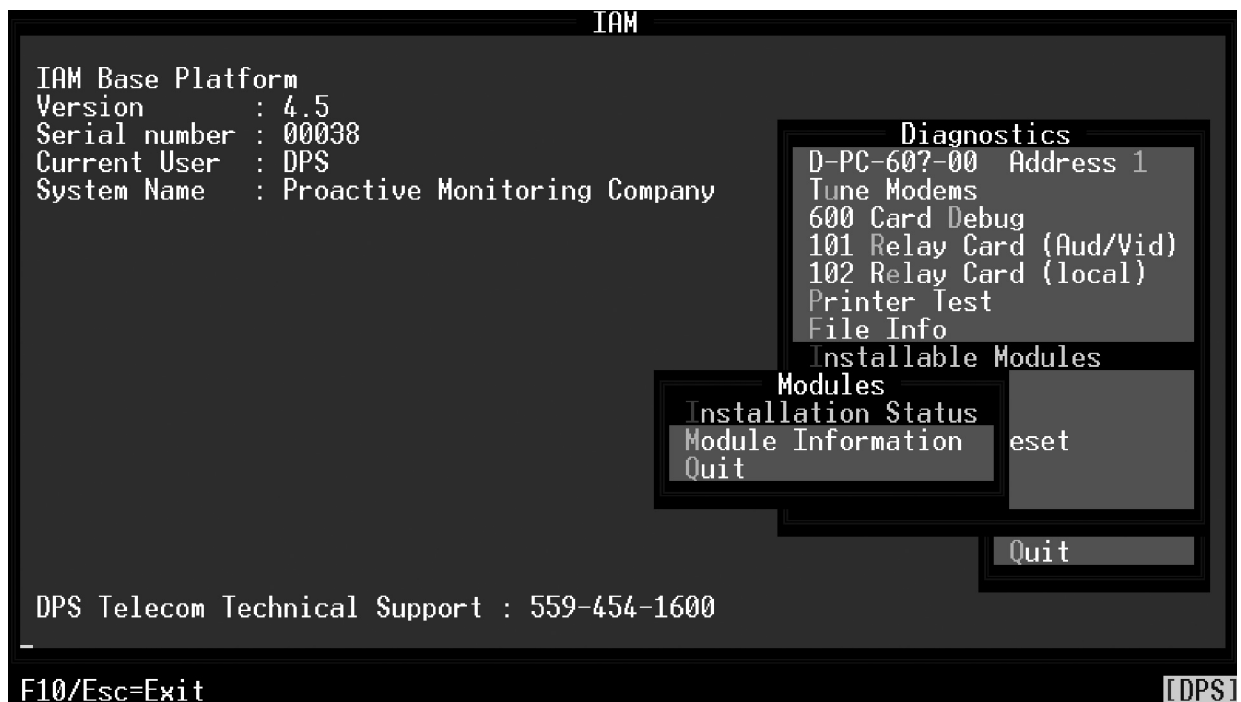 IAM
IAM Base Platform
Version : 4.5
Serial number : 00038
Current User : DPS
System Name : Proactive Monitoring Company
Diagnostics
D-PC-60?-00 Address 1
Tune Modems
600 Card Debug
101 Relay Card (Aud/Vid)
102 Relay Card (local)
Printer Test
File Info
Installable Modules
Modules
Installation Status
Module Information
Quit
eset
Quit
DPS Telecom Technical Support : 559-454-1600
F10/Esc=Exit
[DPS]